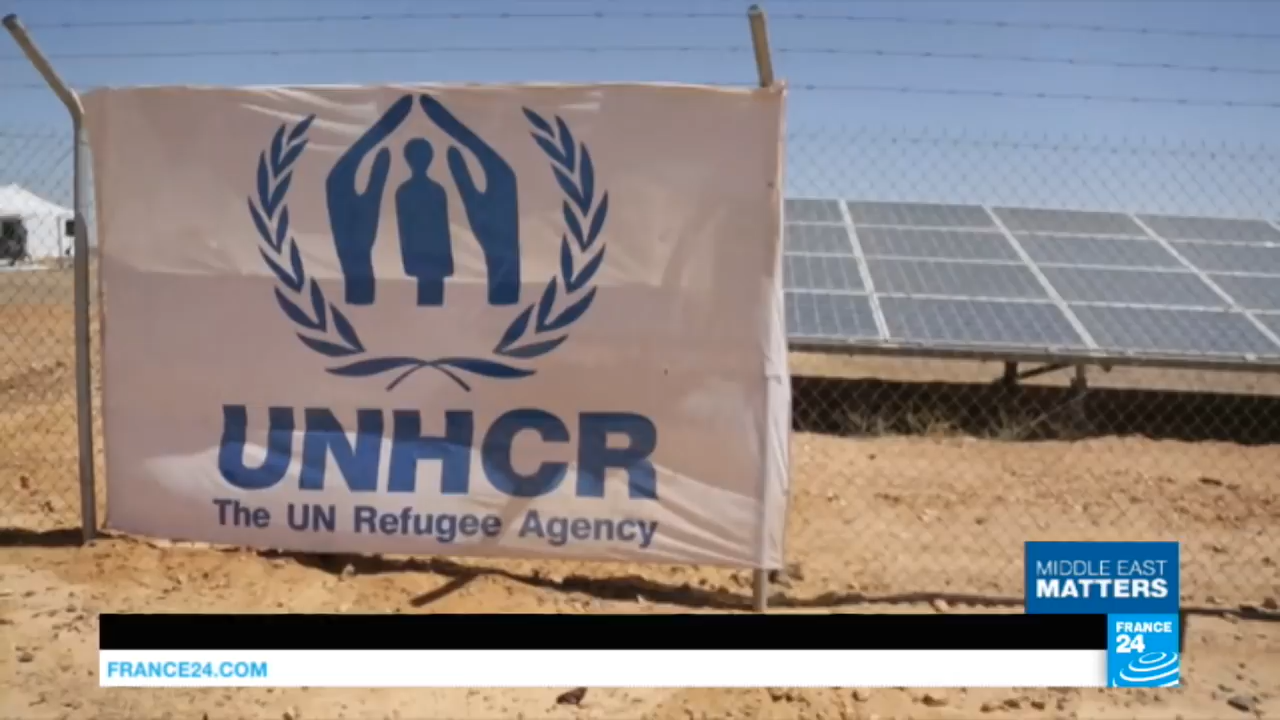 UNHCR
The UN Refugee Agency
MIDDLE EAST
MATTERS
FRANCE
24
FRANCE24.COM